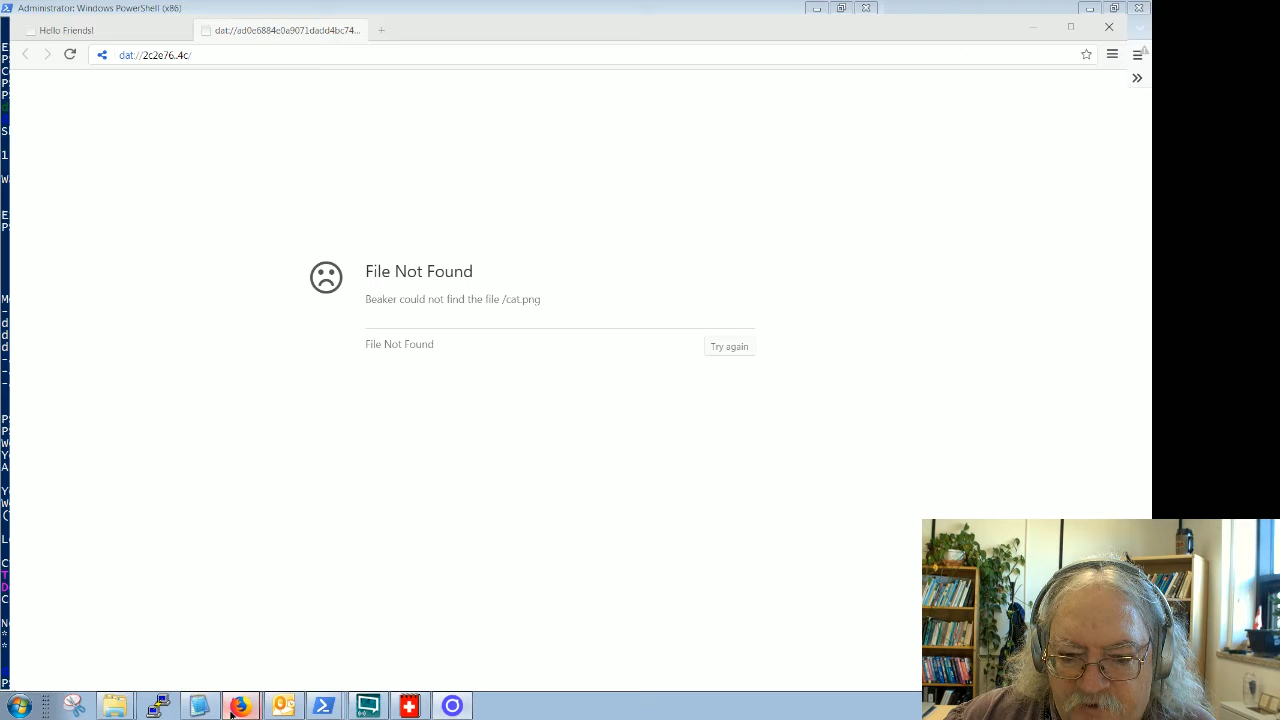 Administrator: Windows PowerShell (x86)
Hello Friends!
dat://ad0e6884e0a9071dadd4bc74...
dat://2c2e76..4c/
File Not Found
Beaker could not find the file /cat.png
File Not Found
Try again